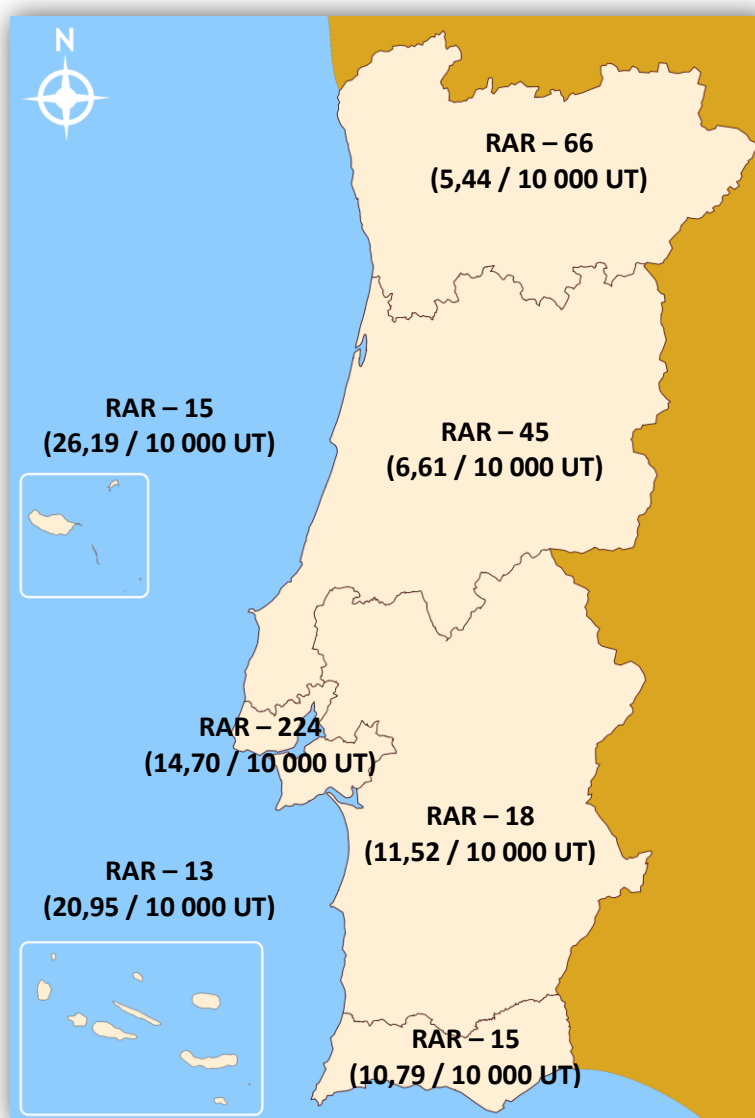 N
RAR – 66
(5,44 / 10 000 UT)
RAR – 15
(26,19 / 10 000 UT)
RAR – 45
(6,61 / 10 000 UT)
RAR – 224
(14,70 / 10 000 UT)
RAR – 18
(11,52 / 10 000 UT)
RAR – 13
(20,95 / 10 000 UT)
RAR – 15
(10,79 / 10 000 UT)